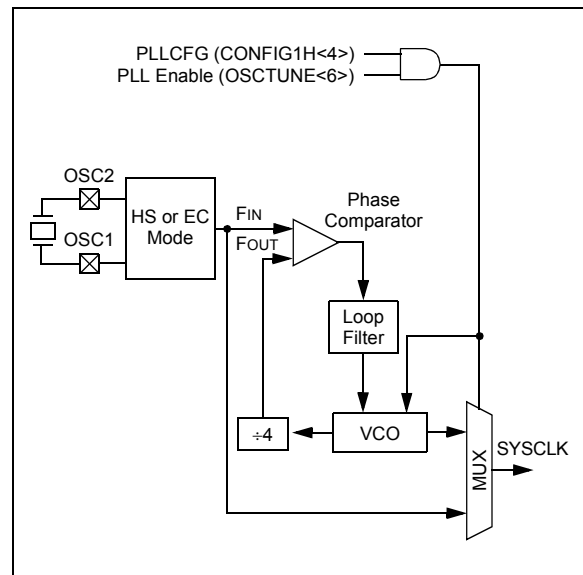 PLLCFG (CONFIG1H<4>)
PLL Enable (OSCTUNE<6>)
OSC2
OSC1
HS or EC
Mode
FIN
FOUT
Phase
Comparator
Loop
Filter
÷4
VCO
MUX
SYSCLK